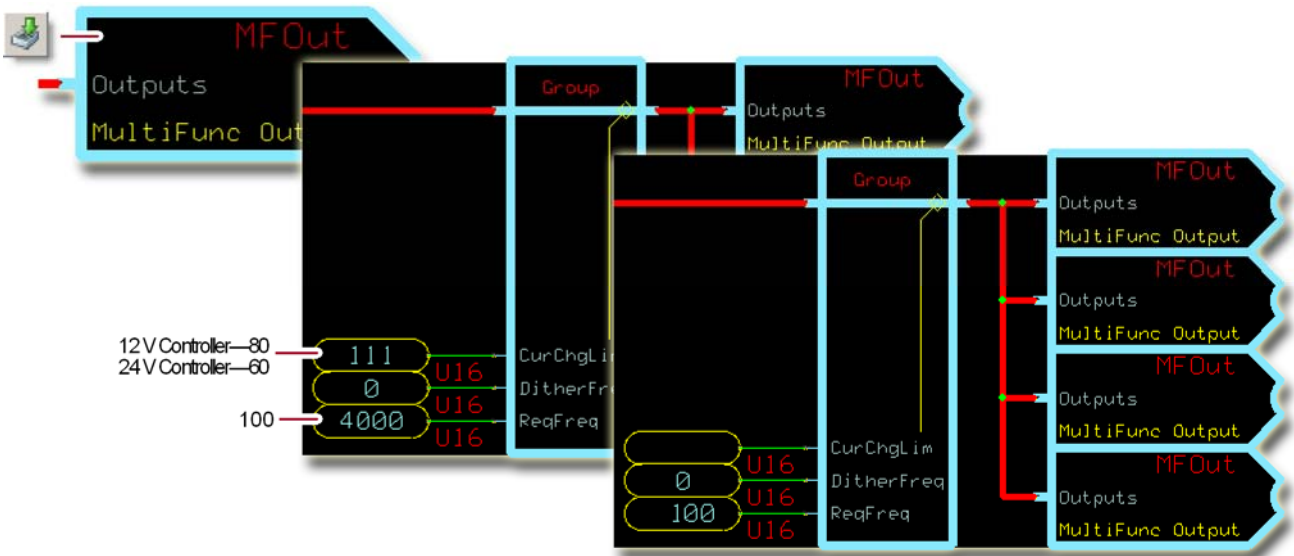 MFOut
Outputs
MultiFunc Out
Group
MFOut
Outputs
MultiFunc Output
12 V Controller—80
24 V Controller—60
100
111
U16
CurChgLi
0
U16
DitherFre
4000
U16
ReqFreq
Group
U16
CurChgLim
0
U16
DitherFreq
100
U16
ReqFreq
MFOut
Outputs
MultiFunc Output
MFOut
Outputs
MultiFunc Output
MFOut
Outputs
MultiFunc Output
MFOut
Outputs
MultiFunc Output